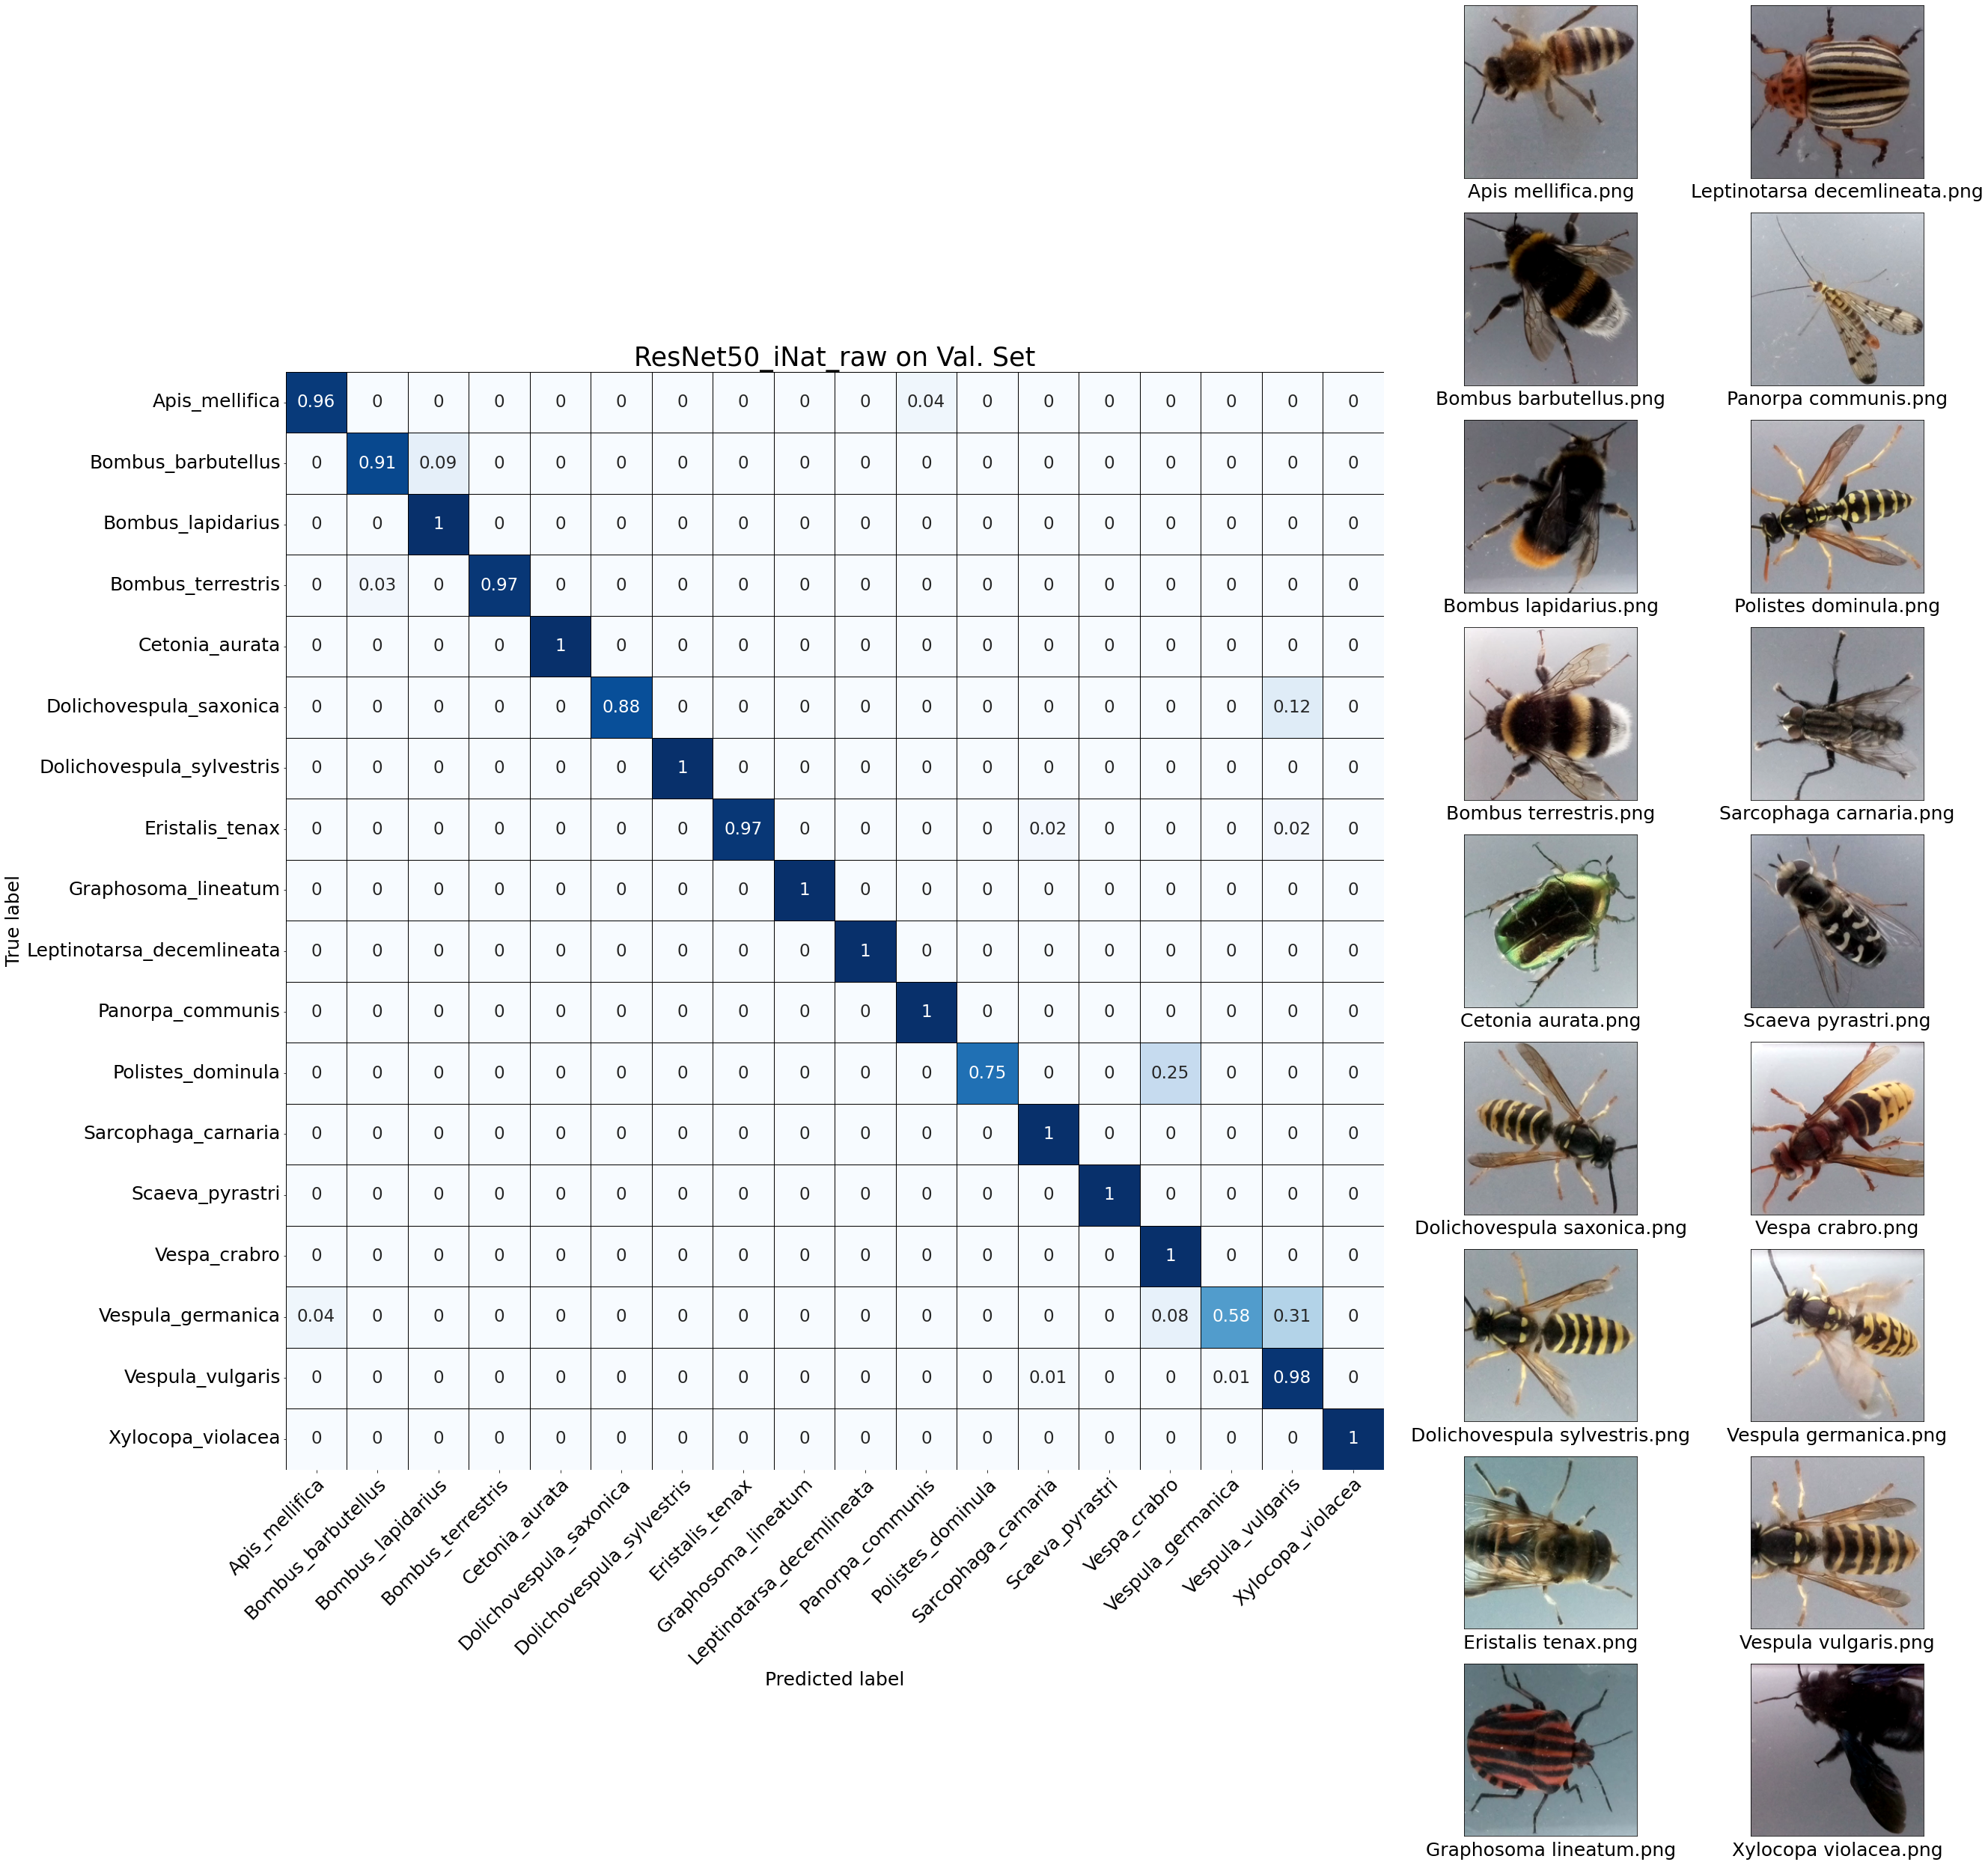 ResNet50_iNat_raw on Val. Set
True label
Apis_mellifica 0.96 0 0 0 0 0 0 0 0 0 0.04 0 0 0 0 0 0 0
Bombus_barbutellus 0 0.91 0.09 0 0 0 0 0 0 0 0 0 0 0 0 0 0 0
Bombus_lapidarius 0 0 1 0 0 0 0 0 0 0 0 0 0 0 0 0 0 0
Bombus_terrestris 0 0.03 0 0.97 0 0 0 0 0 0 0 0 0 0 0 0 0 0
Cetonia_aurata 0 0 0 0 1 0 0 0 0 0 0 0 0 0 0 0 0 0
Dolichovespula_saxonica 0 0 0 0 0 0.88 0 0 0 0 0 0 0 0 0 0 0.12 0
Dolichovespula_sylvestris 0 0 0 0 0 0 1 0 0 0 0 0 0 0 0 0 0 0
Eristalis_tenax 0 0 0 0 0 0 0 0.97 0 0 0 0 0.02 0 0 0 0.02 0
Graphosoma_lineatum 0 0 0 0 0 0 0 0 1 0 0 0 0 0 0 0 0 0
Leptinotarsa_decemlineata 0 0 0 0 0 0 0 0 0 1 0 0 0 0 0 0 0 0
Panorpa_communis 0 0 0 0 0 0 0 0 0 0 1 0 0 0 0 0 0 0
Polistes_dominula 0 0 0 0 0 0 0 0 0 0 0 0.75 0 0 0.25 0 0 0
Sarcophaga_carnaria 0 0 0 0 0 0 0 0 0 0 0 0 1 0 0 0 0 0
Scaeva_pyrastri 0 0 0 0 0 0 0 0 0 0 0 0 0 1 0 0 0 0
Vespa_crabro 0 0 0 0 0 0 0 0 0 0 0 0 0 0 1 0 0 0
Vespula_germanica 0.04 0 0 0 0 0 0 0 0 0 0 0 0 0 0.08 0.58 0.31 0
Vespula_vulgaris 0 0 0 0 0 0 0 0 0 0 0 0 0.01 0 0 0.01 0.98 0
Xylocopa_violacea 0 0 0 0 0 0 0 0 0 0 0 0 0 0 0 0 0 1
Apis_mellifica
Bombus_barbutellus
Bombus_lapidarius
Bombus_terrestris
Cetonia_aurata
Dolichovespula_saxonica
Dolichovespula_sylvestris
Eristalis_tenax
Graphosoma_lineatum
Leptinotarsa_decemlineata
Panorpa_communis
Polistes_dominula
Sarcophaga_carnaria
Scaeva_pyrastri
Vespa_crabro
Vespula_germanica
Vespula_vulgaris
Xylocopa_violacea
Predicted label
Apis mellifica.png
Leptinotarsa decemlineata.png
Bombus barbutellus.png
Panorpa communis.png
Bombus lapidarius.png
Polistes dominula.png
Bombus terrestris.png
Sarcophaga carnaria.png
Cetonia aurata.png
Scaeva pyrastri.png
Dolichovespula saxonica.png
Vespa crabro.png
Dolichovespula sylvestris.png
Vespula germanica.png
Eristalis tenax.png
Vespula vulgaris.png
Graphosoma lineatum.png
Xylocopa violacea.png